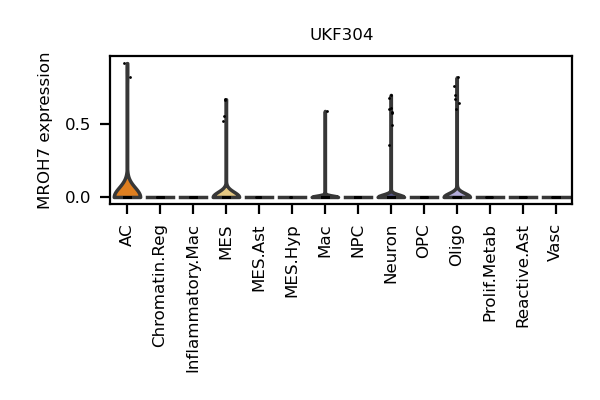 UKF304
MROH7 expression
0.5
0.0
AC
Chromatin.Reg
Inflammatory.Mac
MES
MES.Ast
MES.Hyp
Mac
NPC
Neuron
OPC
Oligo
Prolif.Metab
Reactive.Ast
Vasc